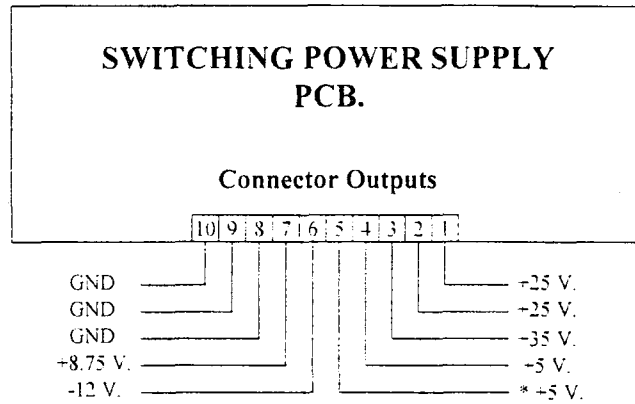 SWITCHING POWER SUPPLY
PCB.
Connector Outputs
10 9 8 7 6 5 4 3 2 1
GND +25 V.
GND +25 V.
GND +35 V.
+8.75 V. +5 V.
-12 V. * +5 V.